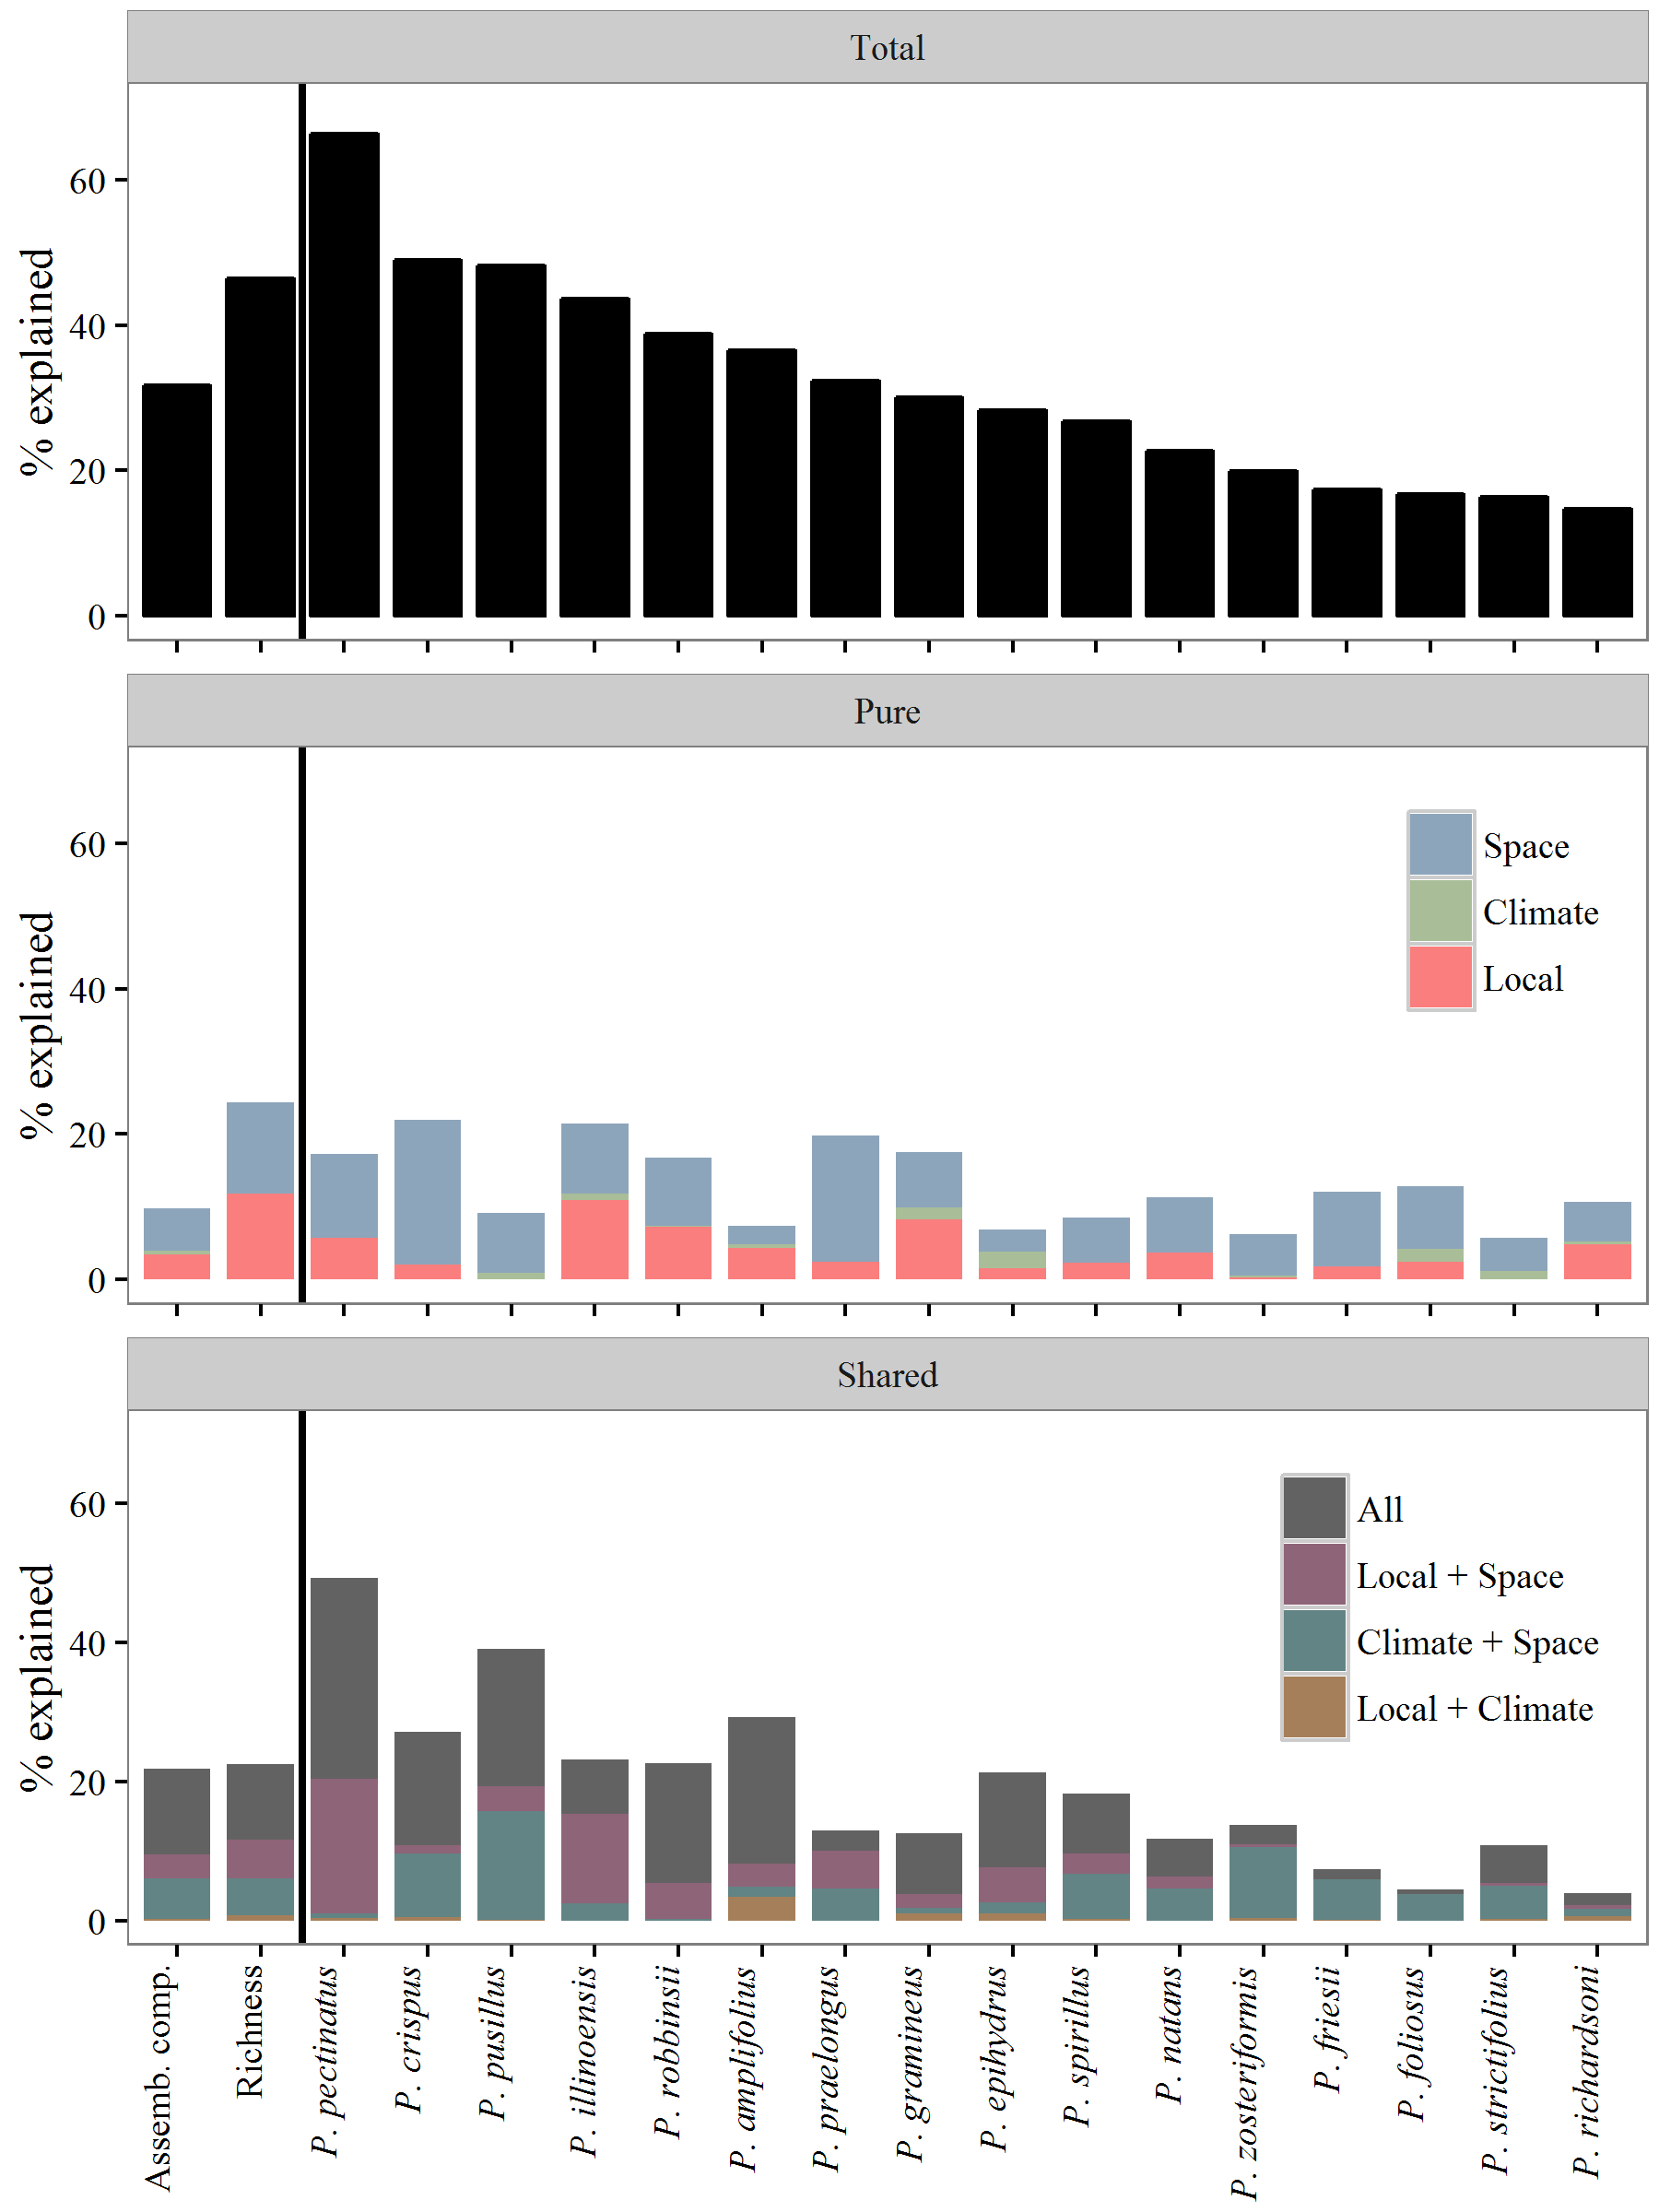 Total
% explained
60
40
20
0
Pure
% explained
60
40
20
0
Space
Climate
Local
Shared
% explained
60
40
20
0
All
Local + Space
Climate + Space
Local + Climate
Assemb. comp.
Richness
P. pectinatus
P. crispus
P. pusillus
P. illinoensis
P. robbinsii
P. amplifolius
P. praelongus
P. gramineus
P. epihydrus
P. spirillus
P. natans
P. zosteriformis
P. friesii
P. foliosus
P. strictifolius
P. richardsoni